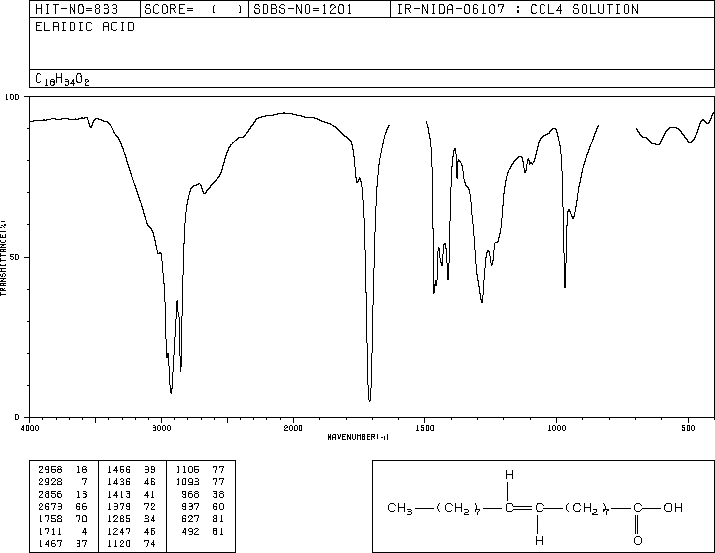 HIT-NO=833 SCORE= ( ) SDBS-NO=1201 IR-NIDA-06107 : CCL4 SOLUTION
ELAIDIC ACID
C18H34O2
100
50
0
TRANSMITTANCE(%)
4000 3000 2000 1500 1000 500
WAVENUMBER(-1)
2958 18 1456 39 1106 77
2928 7 1436 46 1093 77
2856 13 1413 41 968 38
2673 66 1379 72 937 60
1758 70 1285 34 627 81
1711 4 1247 46 492 81
1467 37 1120 74
H
CH3 (CH2)7 C C (CH2)7 C OH
H O